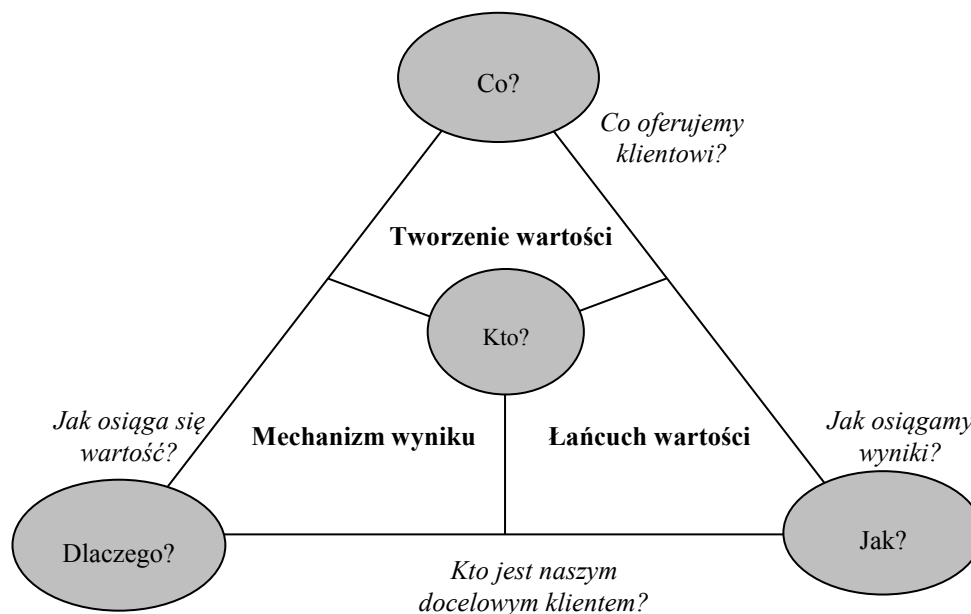 Co?
Co oferujemy
klientowi?
Tworzenie wartości
Kto?
Jak osiąga się
wartość?
Mechanizm wyniku
Łańcuch wartości
Jak osiągamy
wyniki?
Dlaczego?
Jak?
Kto jest naszym
docelowym klientem?